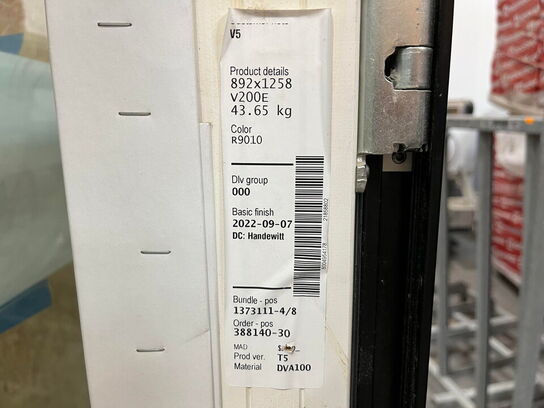 V5
Product details
892x1258
V200E
43.65 kg
Color
R9010
Dlv group
000
Basic finish
2022-09-07
DC: Handewitt
Bundle - pos
1373111-4/8
Order - pos
388140-30
MAD
Prod ver. T5
Material DVA100
21858802